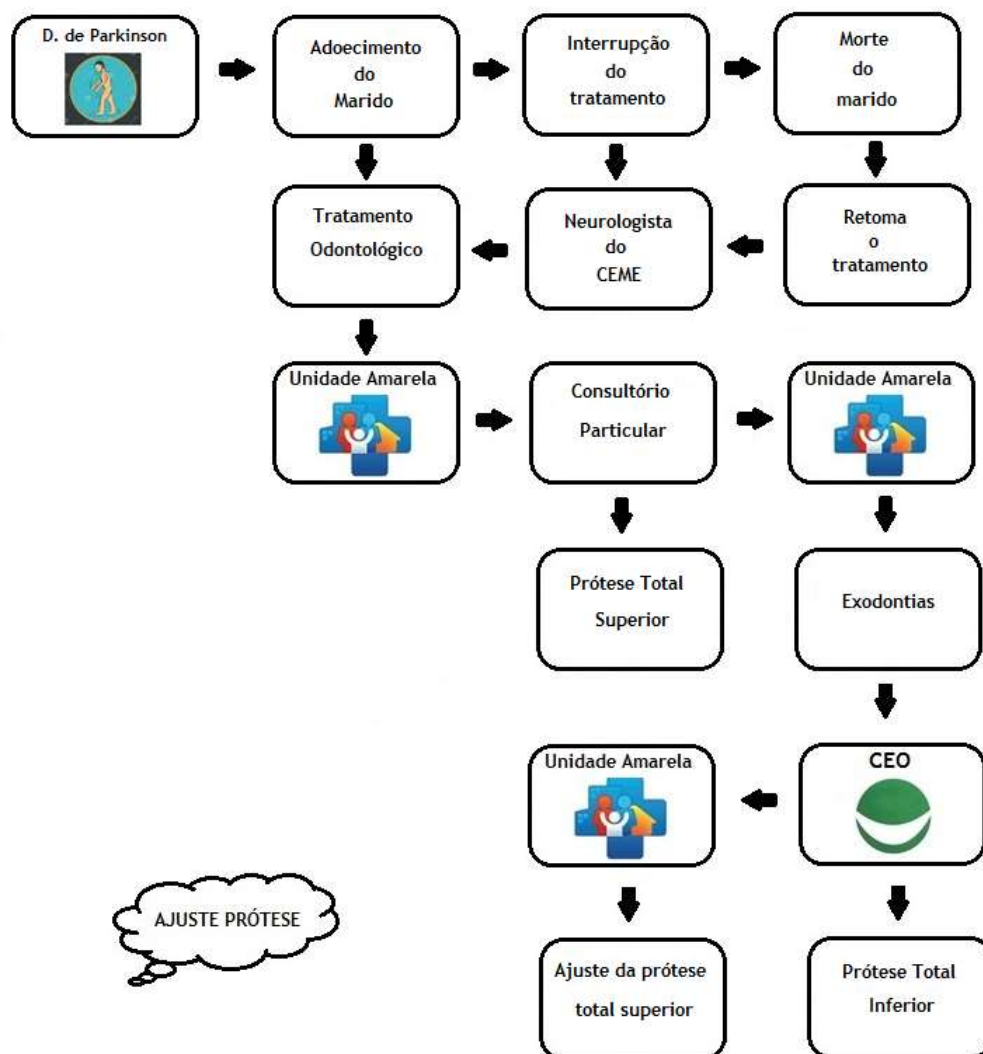 D. de Parkinson
Adoecimento
do
Marido
Interrupção
do
tratamento
Morte
do
marido
Tratamento
Odontológico
Neurologista
do
CEME
Retoma
o
tratamento
Unidade Amarela
Consultório
Particular
Unidade Amarela
Prótese Total
Superior
Exodontias
Unidade Amarela
CEO
AJUSTE PRÓTESE
Ajuste da prótese
total superior
Prótese Total
Inferior